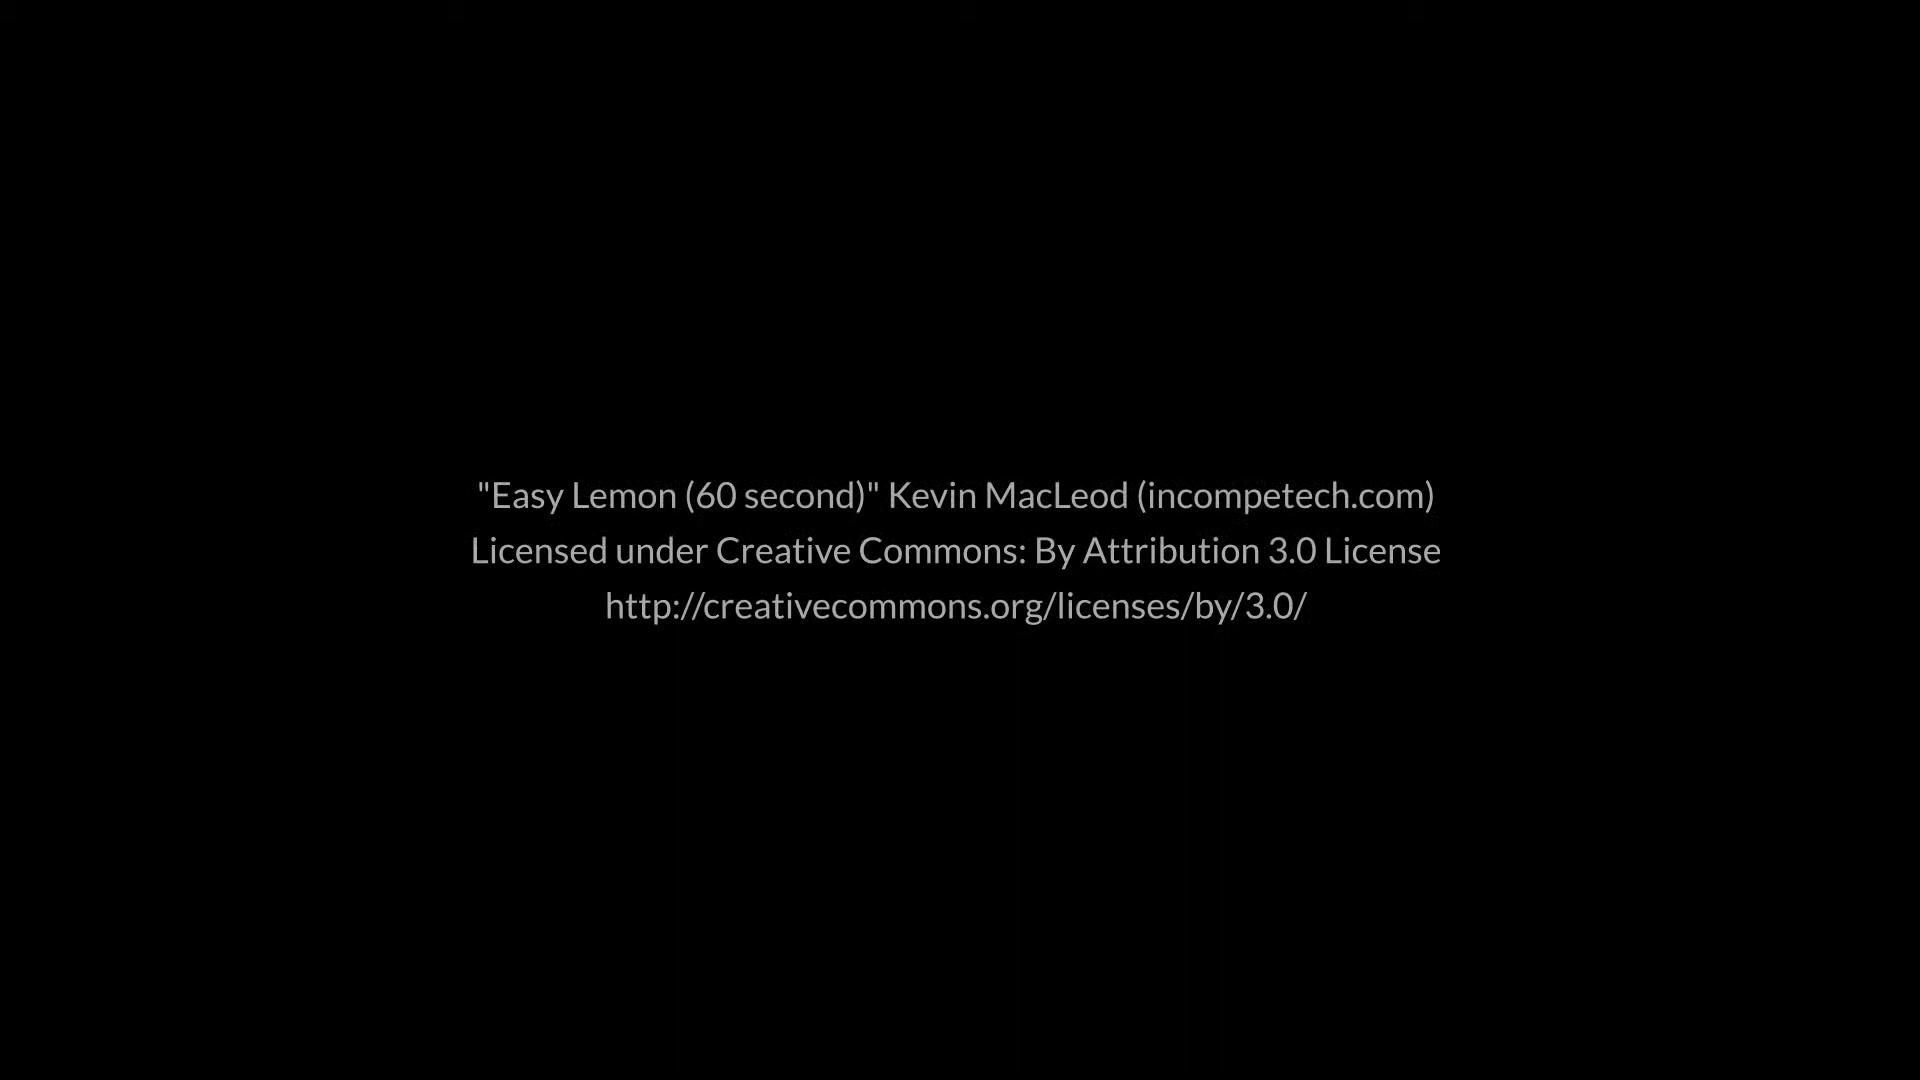 "Easy Lemon (60 second)" Kevin MacLeod (incompetech.com)
Licensed under Creative Commons: By Attribution 3.0 License
http://creativecommons.org/licenses/by/3.0/